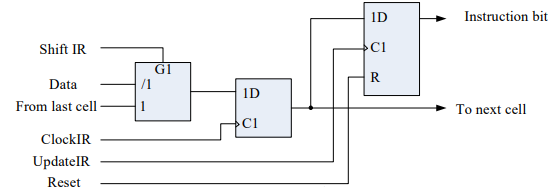 Shift IR
Data
From last cell
ClockIR
UpdateIR
Reset
G1
/1
1
1D
C1
1D
C1
R
Instruction bit
To next cell